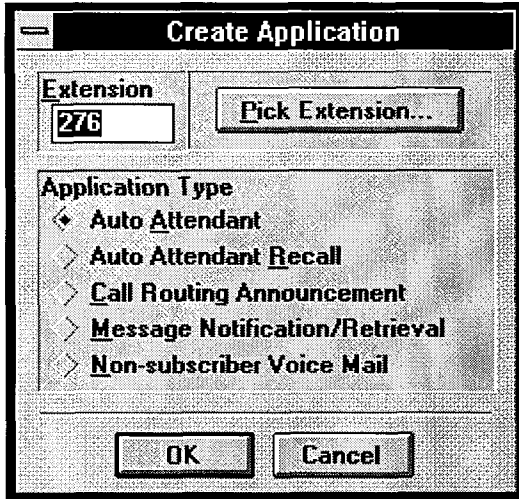 Create Application
Extension
276
Pick Extension...
Application Type
Auto Attendant
Auto Attendant Recall
Call Routing Announcement
Message Notification/Retrieval
Non-subscriber Voice Mail
OK
Cancel